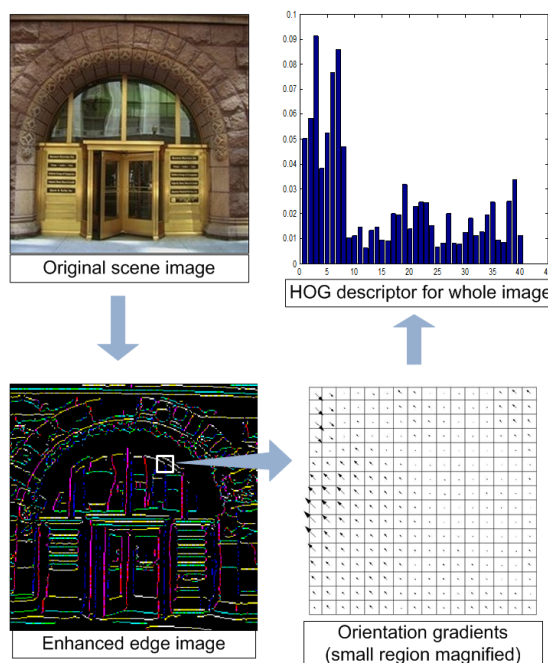 0.1
0.09
0.08
0.07
0.06
0.05
0.04
0.03
0.02
0.01
0
0 5 10 15 20 25 30 35 40 45
Original scene image
HOG descriptor for whole image
Enhanced edge image
Orientation gradients
(small region magnified)